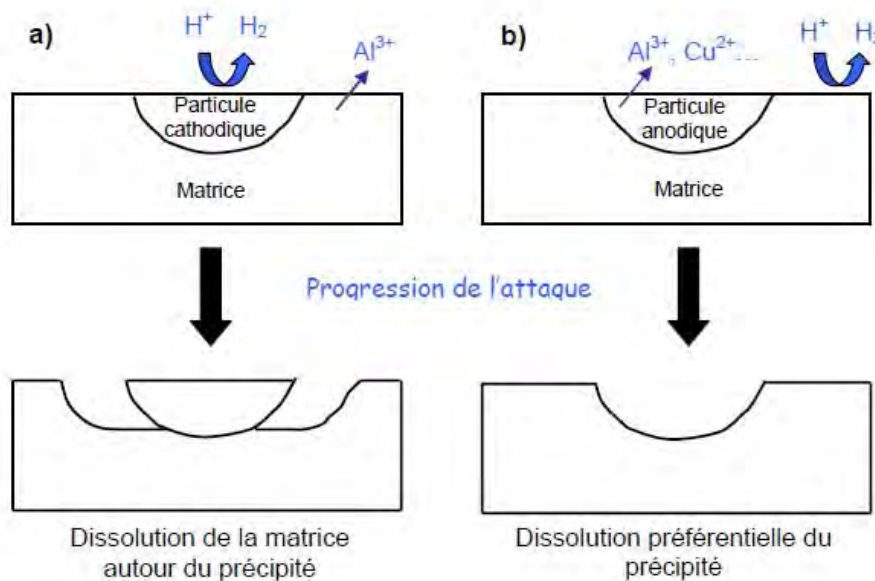 a)
H⁺ H₂
Al³⁺
Particule
cathodique
Matrice
b)
Al³⁺, Cu²⁺...
H⁺ H₂
Particule
anodique
Matrice
Progression de l'attaque
Dissolution de la matrice
autour du précipité
Dissolution préférentielle du
précipité